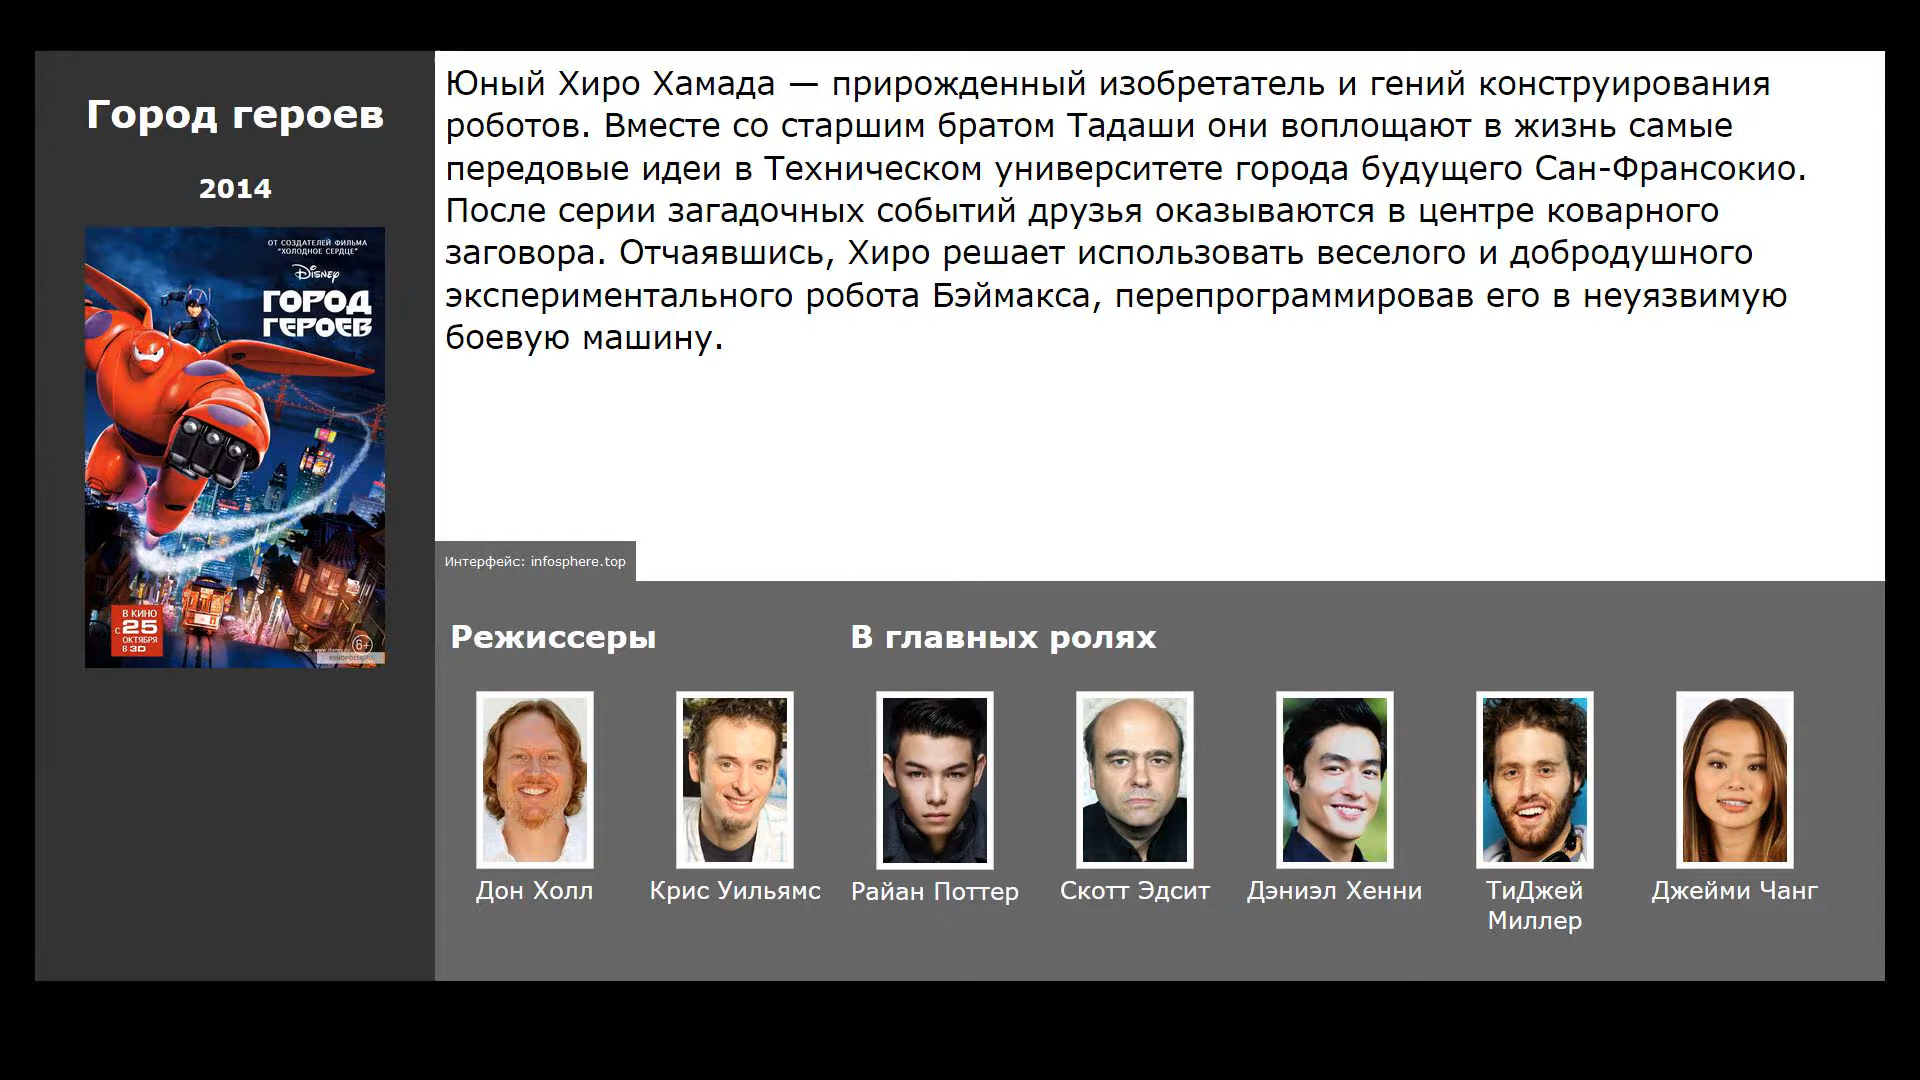 Город героев
2014
ОТ СОЗДАТЕЛЕЙ ФИЛЬМА
"ХОЛОДНОЕ СЕРДЦЕ"
Disney
ГОРОД
ГЕРОЕВ
В КИНО
С 25
ОКТЯБРЯ
В 3D
6+
Юный Хиро Хамада — прирожденный изобретатель и гений конструирования
роботов. Вместе со старшим братом Тадаши они воплощают в жизнь самые
передовые идеи в Техническом университете города будущего Сан-Франсокио.
После серии загадочных событий друзья оказываются в центре коварного
заговора. Отчаявшись, Хиро решает использовать веселого и добродушного
экспериментального робота Бэймакса, перепрограммировав его в неуязвимую
боевую машину.
Интерфейс: infosphere.top
Режиссеры
В главных ролях
Дон Холл
Крис Уильямс
Райан Поттер
Скотт Эдсит
Дэниэл Хенни
ТиДжей
Миллер
Джейми Чанг